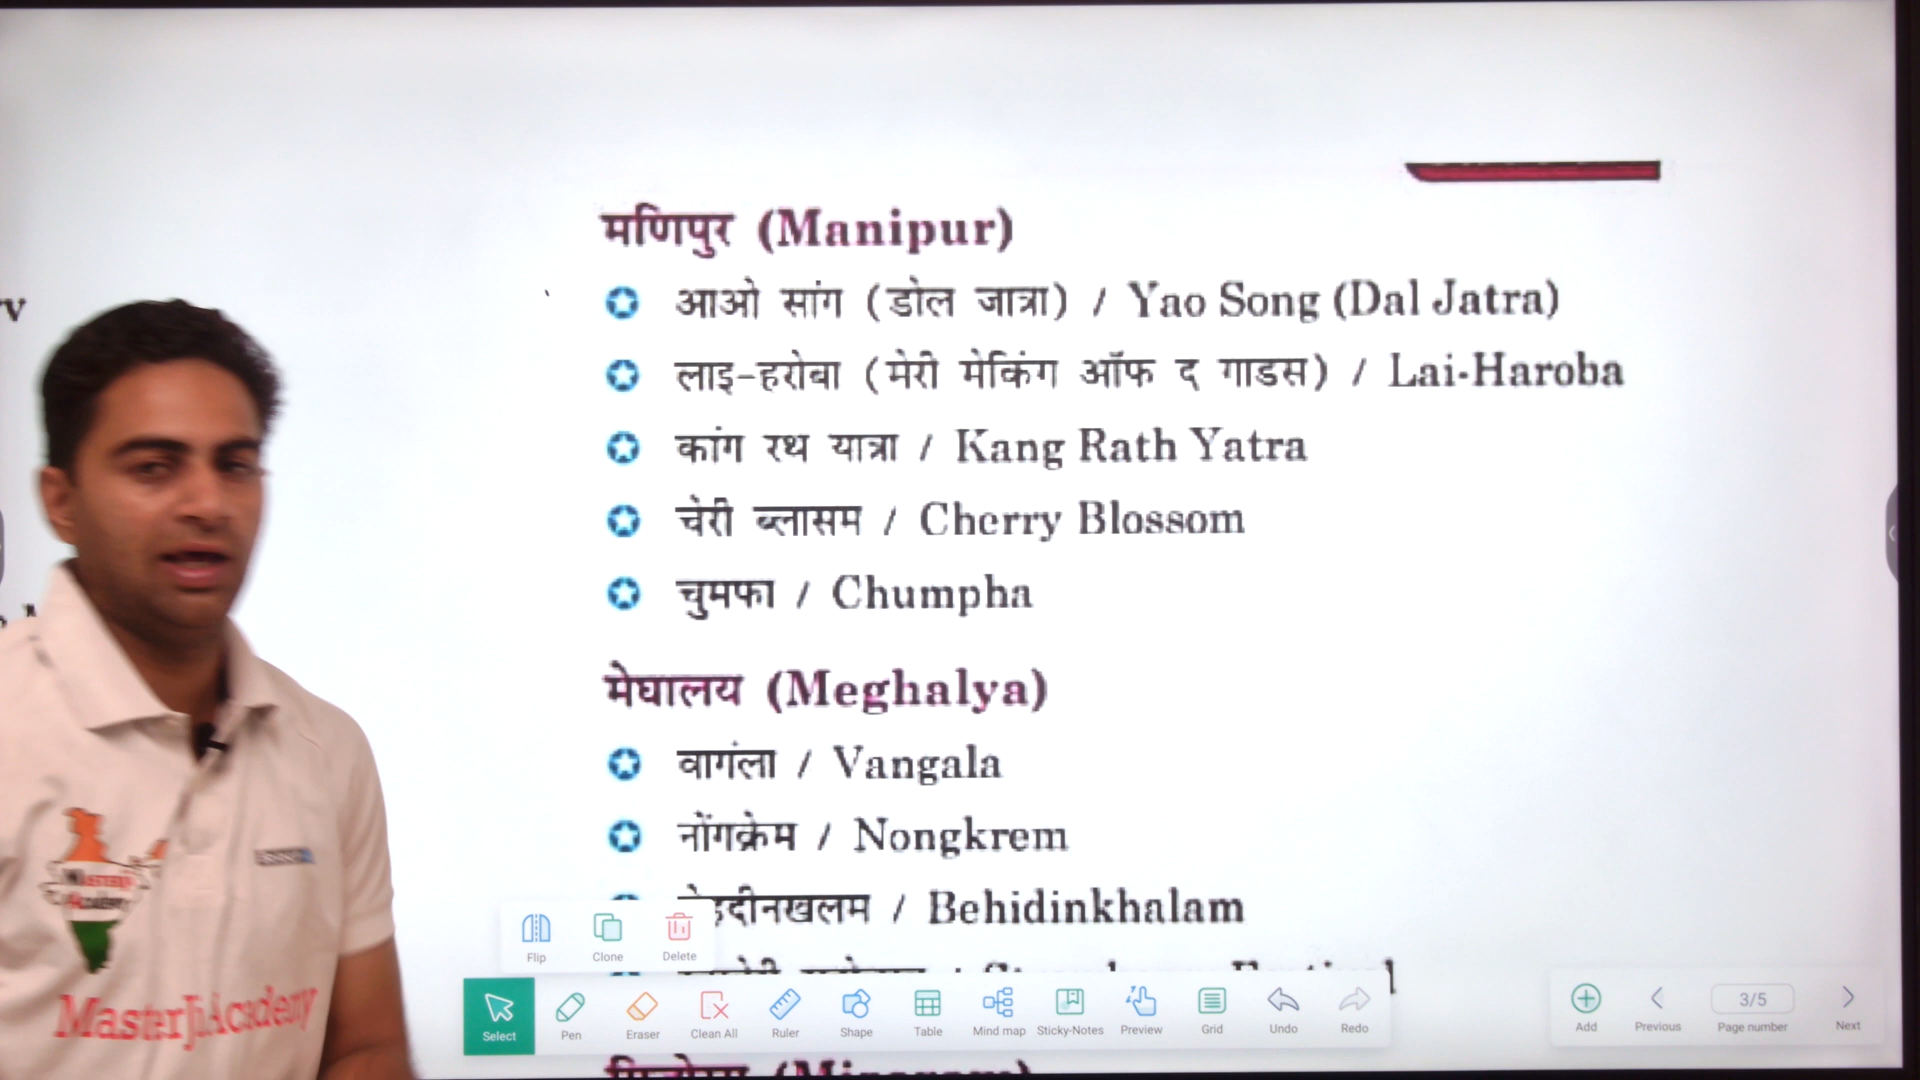 मणिपुर (Manipur)
आओ सांग (डोल जात्रा) / Yao Song (Dal Jatra)
लाइ-हरोबा (मेरी मेकिंग ऑफ द गाडस) / Lai-Haroba
कांग रथ यात्रा / Kang Rath Yatra
चेरी ब्लासम / Cherry Blossom
चुमफा / Chumpha
मेघालय (Meghalya)
वागंला / Vangala
नोंगक्रेम / Nongkrem
/ Behidinkhalam
Flip Clone Delete
Select Pen Eraser Clean All Ruler Shape Table Mind map Sticky-Notes Preview Grid Undo Redo
Add Previous 3/5 Page number Next
MasterJiAcademy